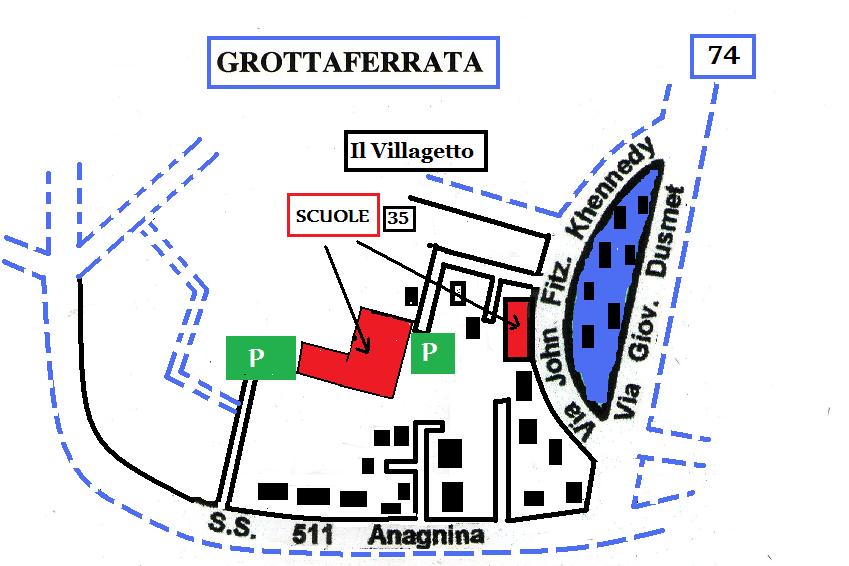 GROTTAFERRATA
74
Il Villagetto
SCUOLE 35
Via John Fitz. Khennedy
Via Giov. Dusmet
P
P
S.S. 511 Anagnina